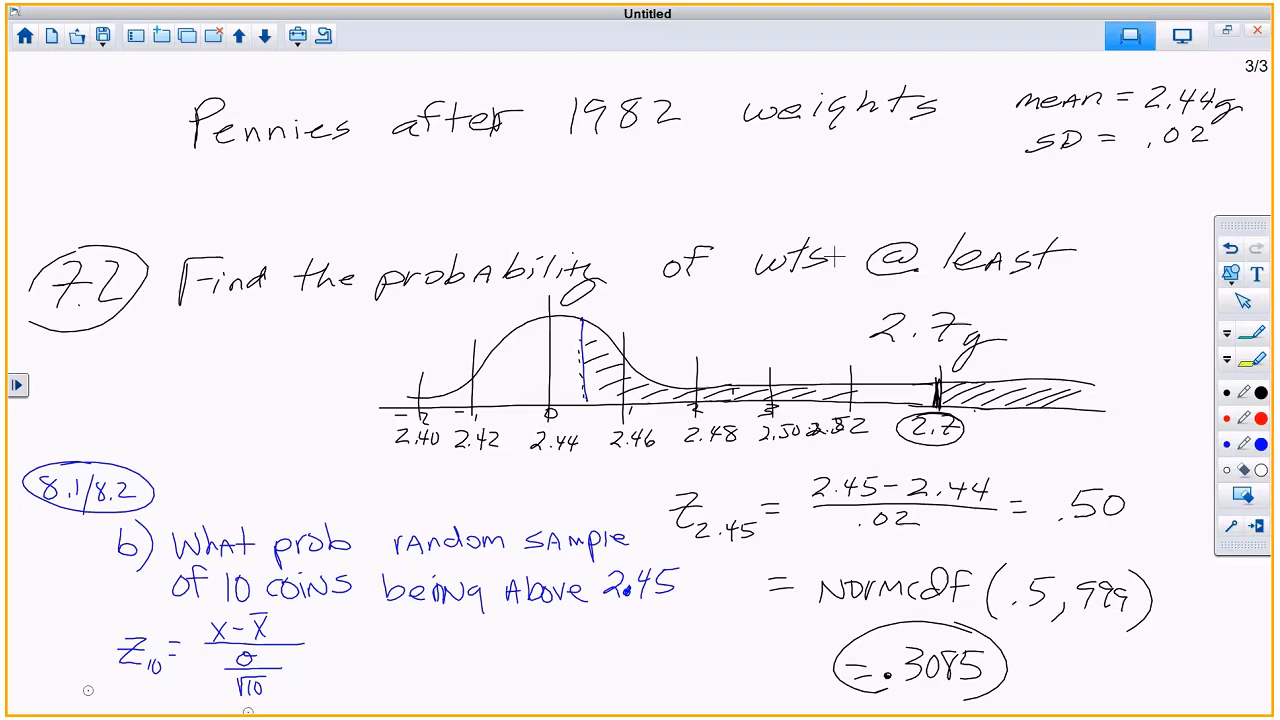 Untitled
3/3
Pennies after 1982 weights
mean = 2.44g
SD = .02
7.2 Find the probability of wts @ least
2.7g
-2 -1 0 1 2 3
2.40 2.42 2.44 2.46 2.48 2.50 2.7
8.1/8.2
b) What prob random sample
of 10 coins being above 2.45
Z10 = x - x̄
σ
√10
Z2.45 = 2.45 - 2.44 = .50
.02
= normcdf (.5, 999)
= .3085
T